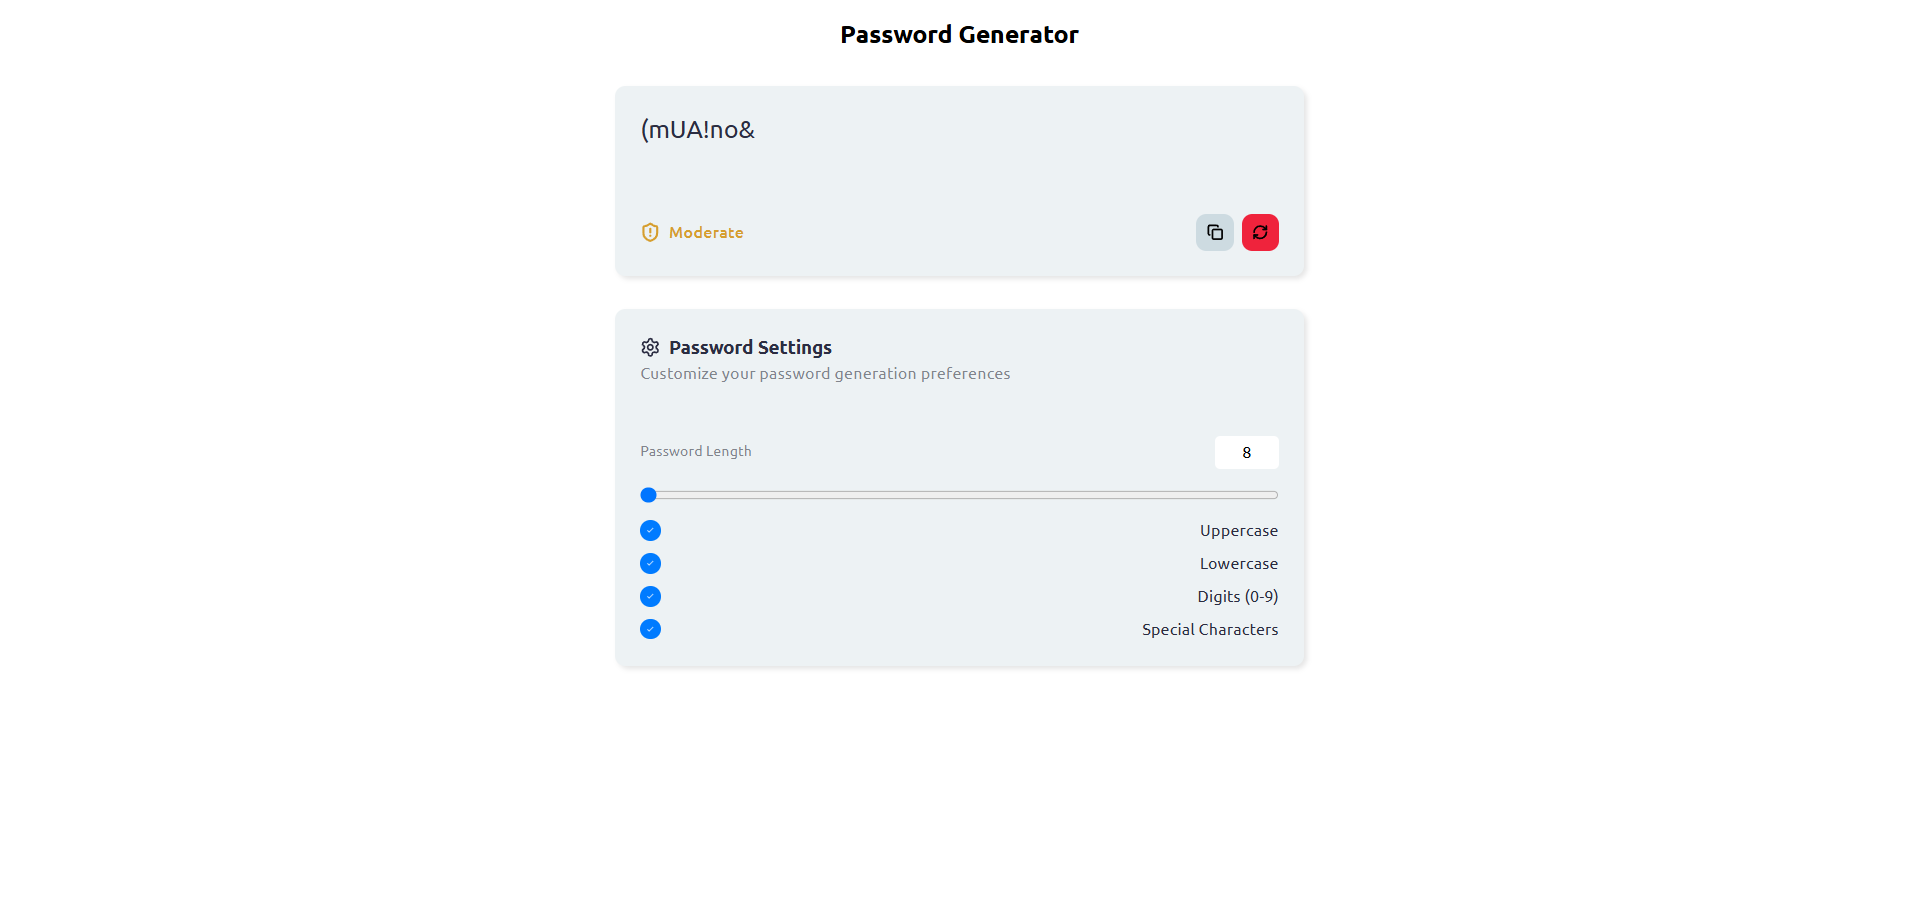 Password Generator
(mUA!no&
Moderate
Password Settings
Customize your password generation preferences
Password Length
8
Uppercase
Lowercase
Digits (0-9)
Special Characters